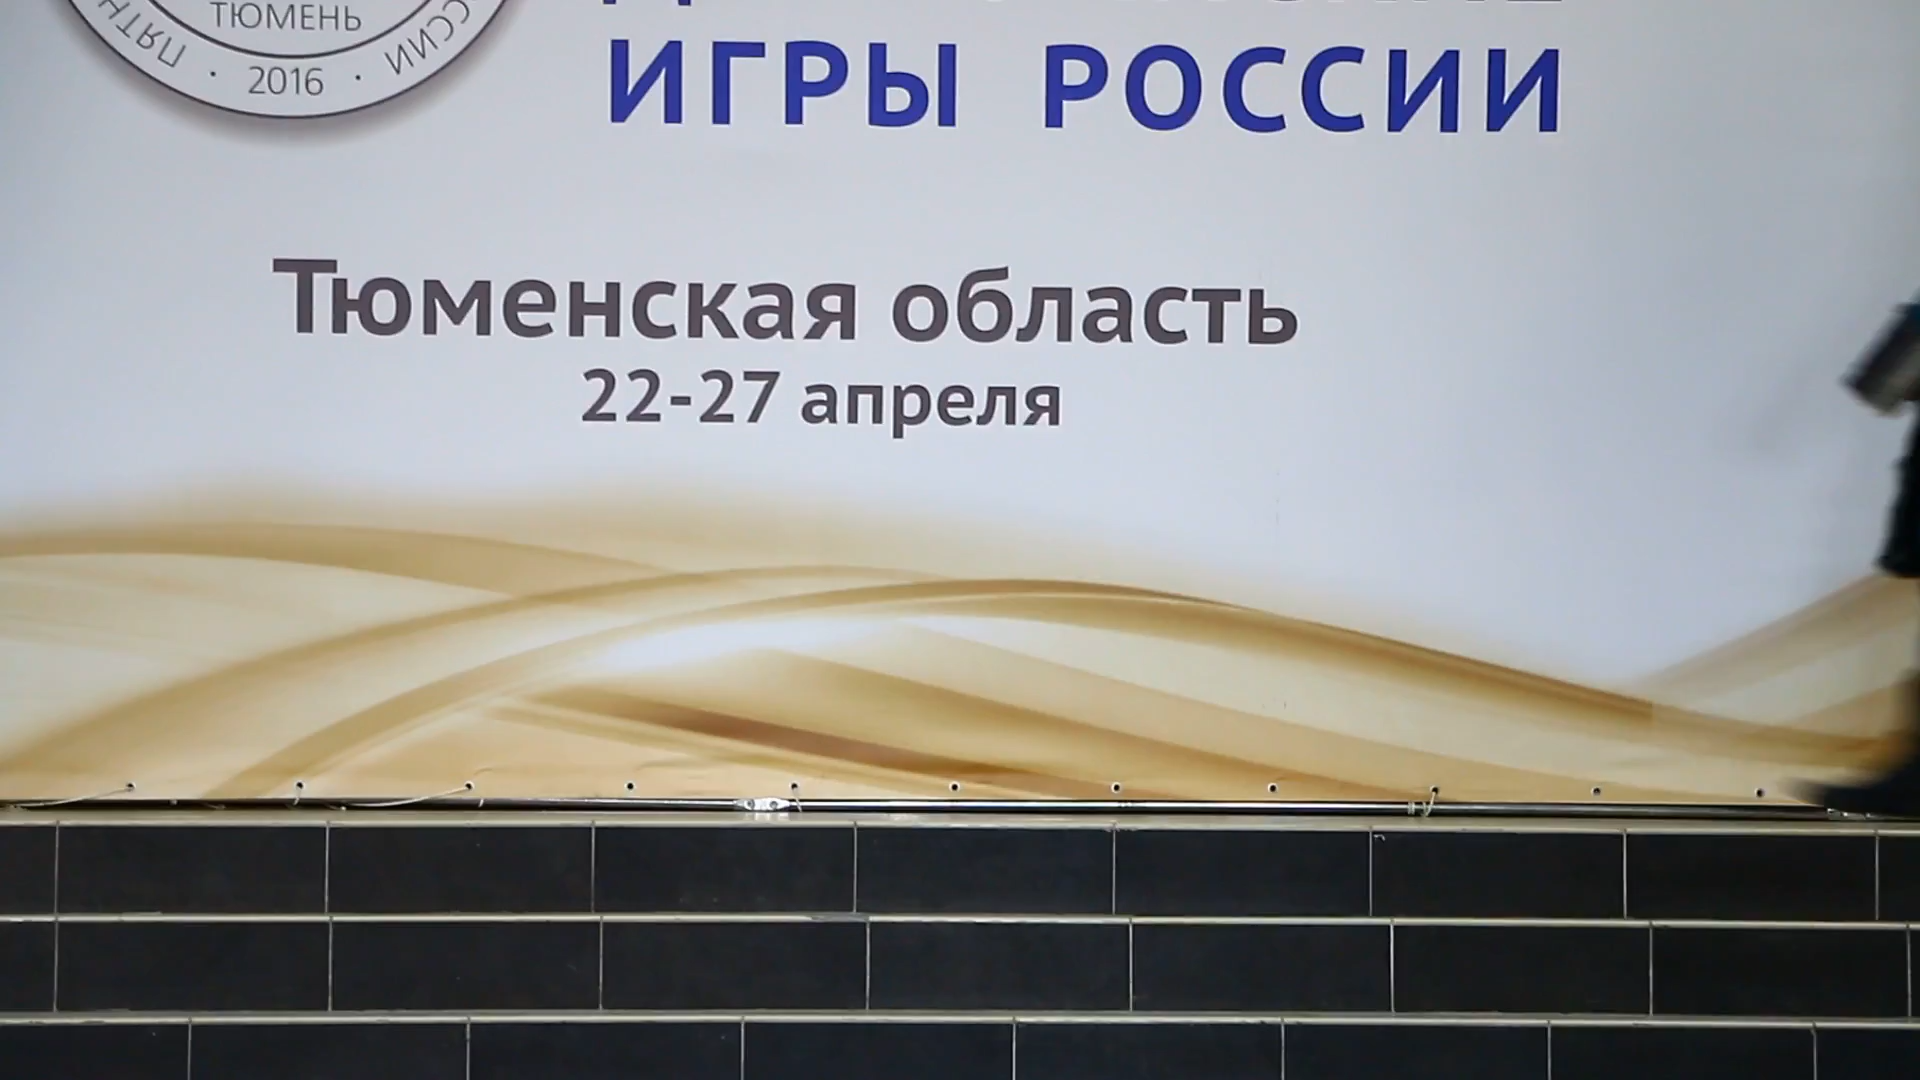 ТЮМЕНЬ
· 2016 ·
ИГРЫ РОССИИ
Тюменская область
22-27 апреля